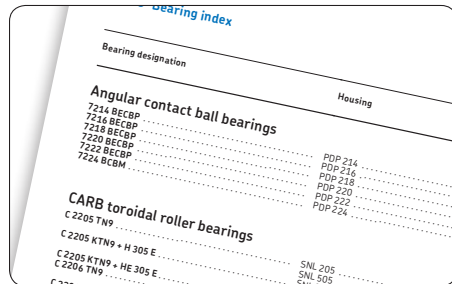 Bearing index
Bearing designation Housing
Angular contact ball bearings
7214 BECBP ........ PDP 214 ........
7216 BECBP ........ PDP 216 ........
7218 BECBP ........ PDP 218 ........
7220 BECBP ........ PDP 220 ........
7222 BECBP ........ PDP 222 ........
7224 BCBM ........ PDP 224 ........
CARB toroidal roller bearings
C 2205 TN9 ........ SNL 205 ........
C 2205 KTN9 + H 305 E ........ SNL 505
C 2205 KTN9 + HE 305 E ........
C 2206 TN9 ........